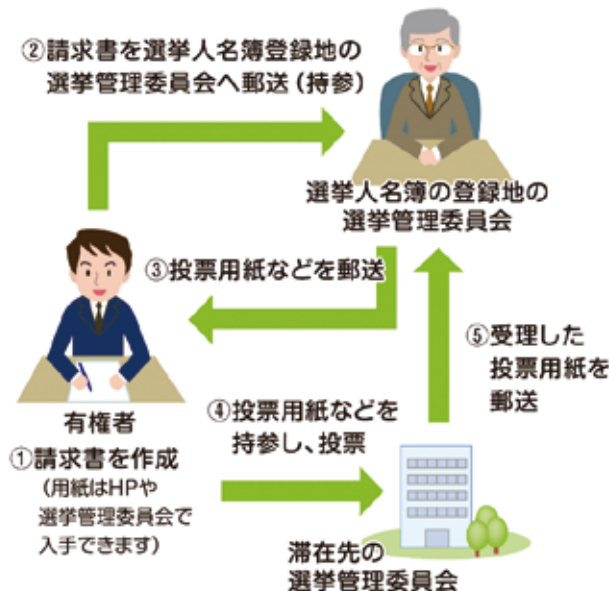 ②請求書を選挙人名簿登録地の
選挙管理委員会へ郵送(持参)
選挙人名簿の登録地の
選挙管理委員会
③投票用紙などを郵送
⑤受理した
投票用紙を
郵送
有権者
①請求書を作成
(用紙はHPや
選挙管理委員会で
入手できます)
④投票用紙などを
持参し、投票
滞在先の
選挙管理委員会